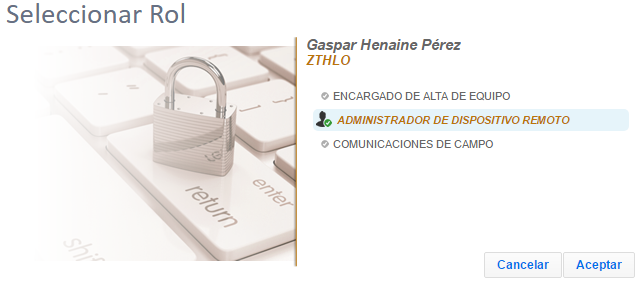 Seleccionar Rol
Gaspar Henaine Pérez
ZTHLO
ENCARGADO DE ALTA DE EQUIPO
ADMINISTRADOR DE DISPOSITIVO REMOTO
COMUNICACIONES DE CAMPO
enter
return
shift
Cancelar
Aceptar